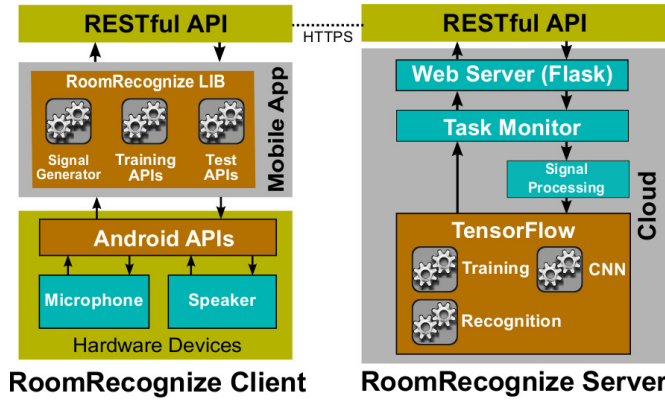 RESTful API
HTTPS
RESTful API
RoomRecognize LIB
Signal
Generator
Training
APIs
Test
APIs
Mobile App
Android APIs
Microphone
Speaker
Hardware Devices
RoomRecognize Client
Web Server (Flask)
Task Monitor
Signal
Processing
Cloud
TensorFlow
Training
CNN
Recognition
RoomRecognize Server